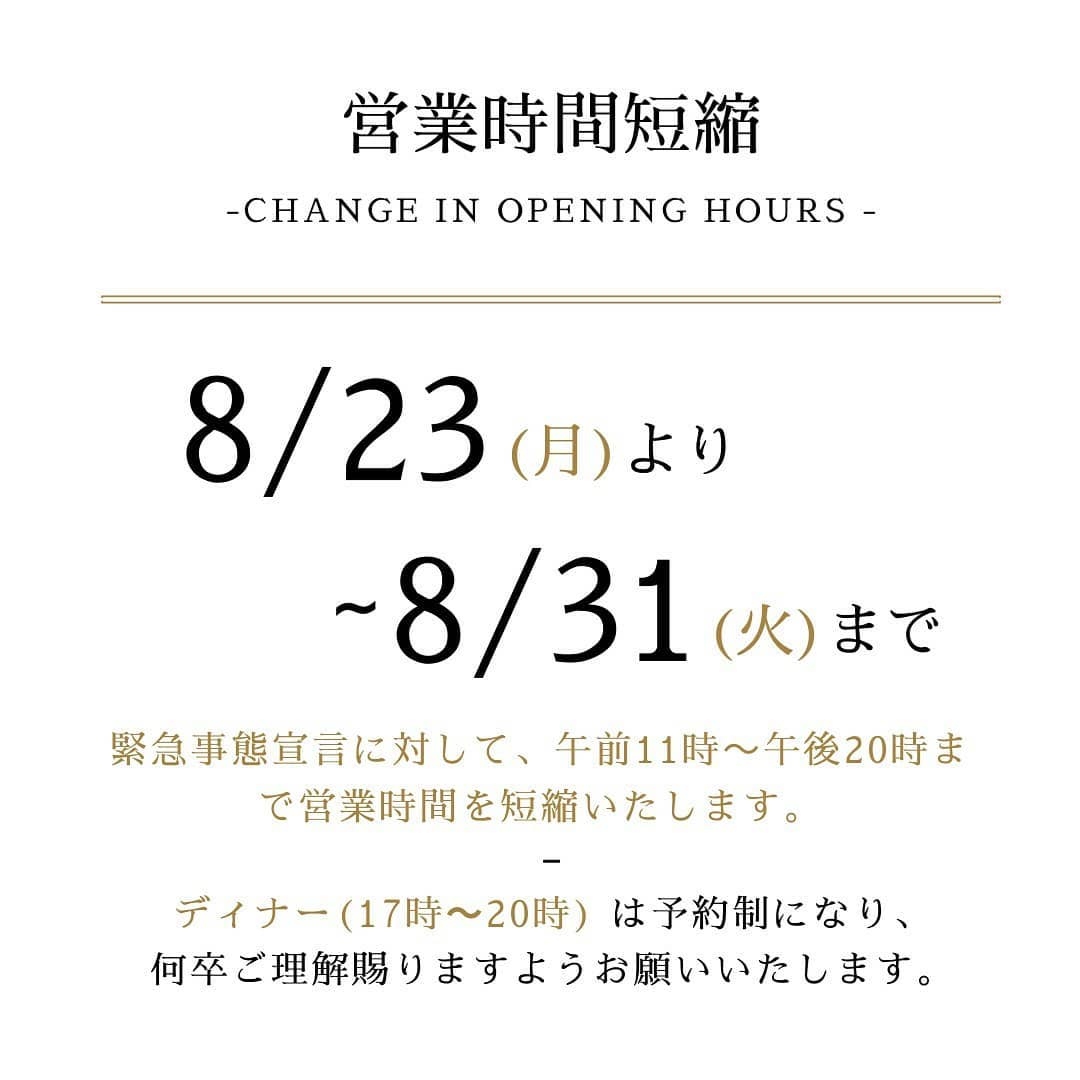 営業時間短縮
-CHANGE IN OPENING HOURS -
8/23(月)より
~8/31(火)まで
緊急事態宣言に対して、午前11時〜午後20時ま
で営業時間を短縮いたします。
–
ディナー(17時〜20時) は予約制になり、
何卒ご理解賜りますようお願いいたします。